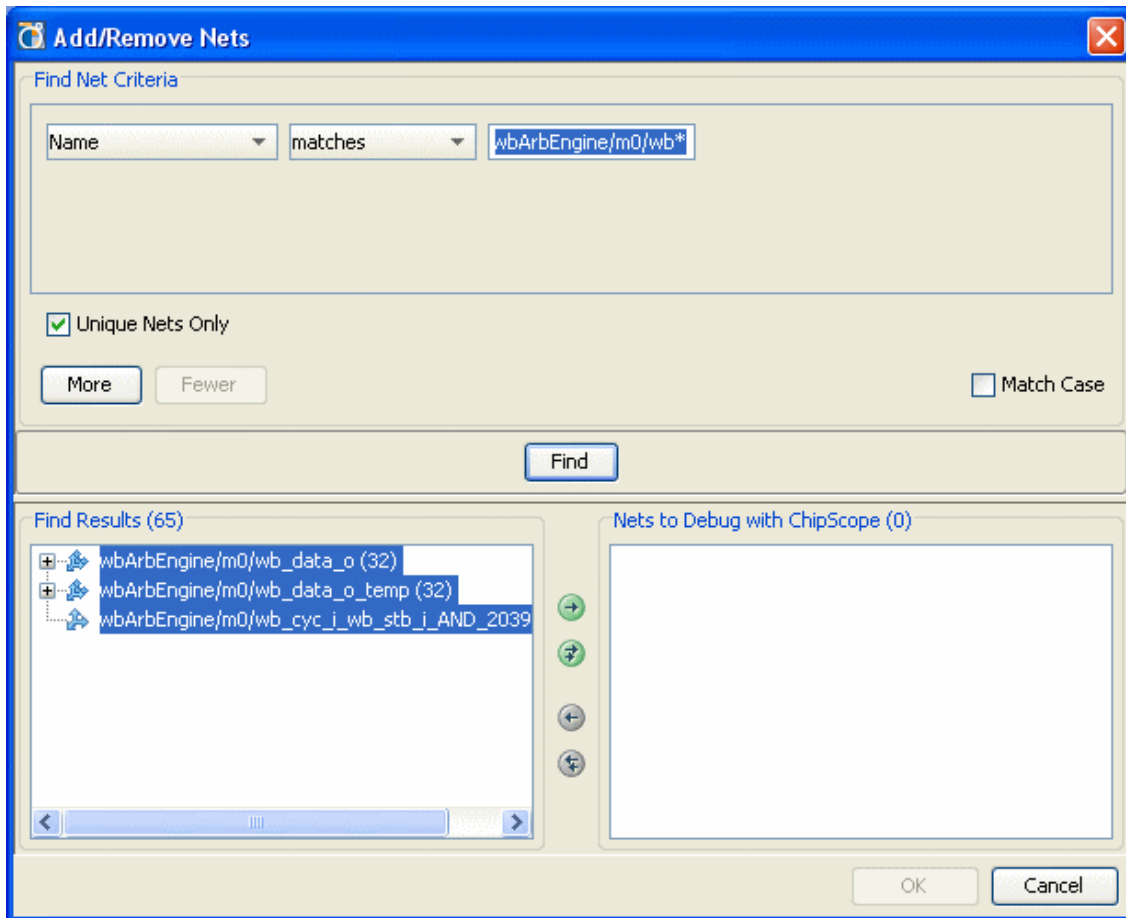 Add/Remove Nets
Find Net Criteria
Name matches wbArbEngine/m0/wb*
Unique Nets Only
More Fewer Match Case
Find
Find Results (65) Nets to Debug with ChipScope (0)
wbArbEngine/m0/wb_data_o (32)
wbArbEngine/m0/wb_data_o_temp (32)
wbArbEngine/m0/wb_cyc_i_wb_stb_i_AND_2039
OK Cancel